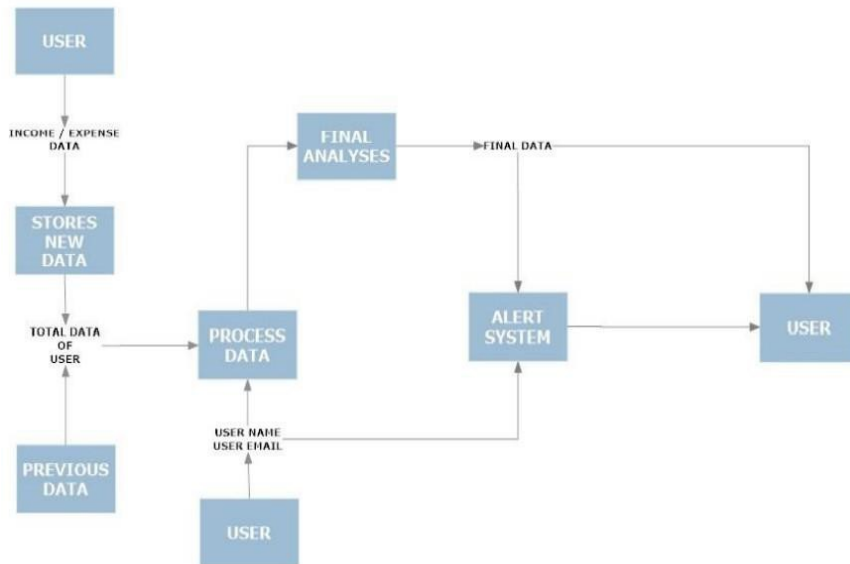 USER
INCOME / EXPENSE
DATA
STORES
NEW
DATA
TOTAL DATA
OF
USER
PREVIOUS
DATA
PROCESS
DATA
USER NAME
USER EMAIL
USER
FINAL
ANALYSES
FINAL DATA
ALERT
SYSTEM
USER